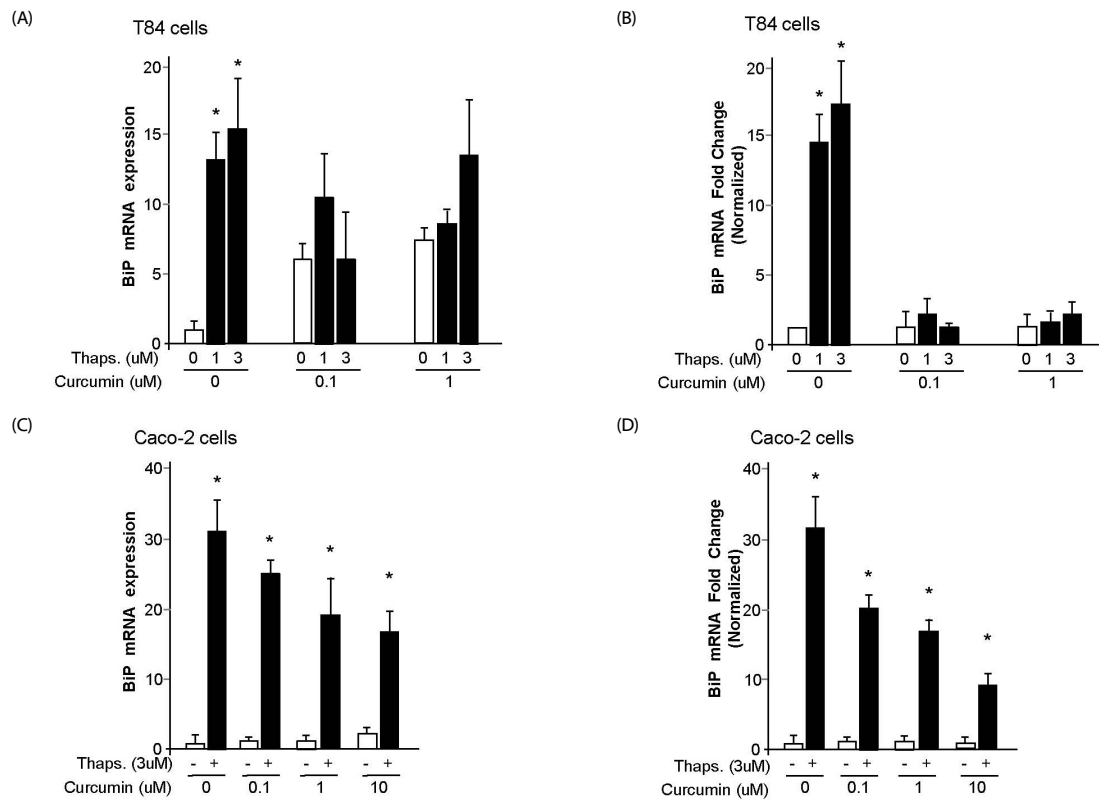 (A)
T84 cells
BiP mRNA expression
20
15
10
5
0
* *
Thaps. (uM) 0 1 3 0 1 3 0 1 3
Curcumin (uM) 0 0.1 1
(B)
T84 cells
BiP mRNA Fold Change
(Normalized)
20
15
10
5
0
* *
Thaps. (uM) 0 1 3 0 1 3 0 1 3
Curcumin (uM) 0 0.1 1
(C)
Caco-2 cells
BiP mRNA expression
40
30
20
10
0
* * * *
Thaps. (3uM) - + - + - + - +
Curcumin (uM) 0 0.1 1 10
(D)
Caco-2 cells
BiP mRNA Fold Change
(Normalized)
40
30
20
10
0
* * * *
Thaps. (3uM) - + - + - + - +
Curcumin (uM) 0 0.1 1 10